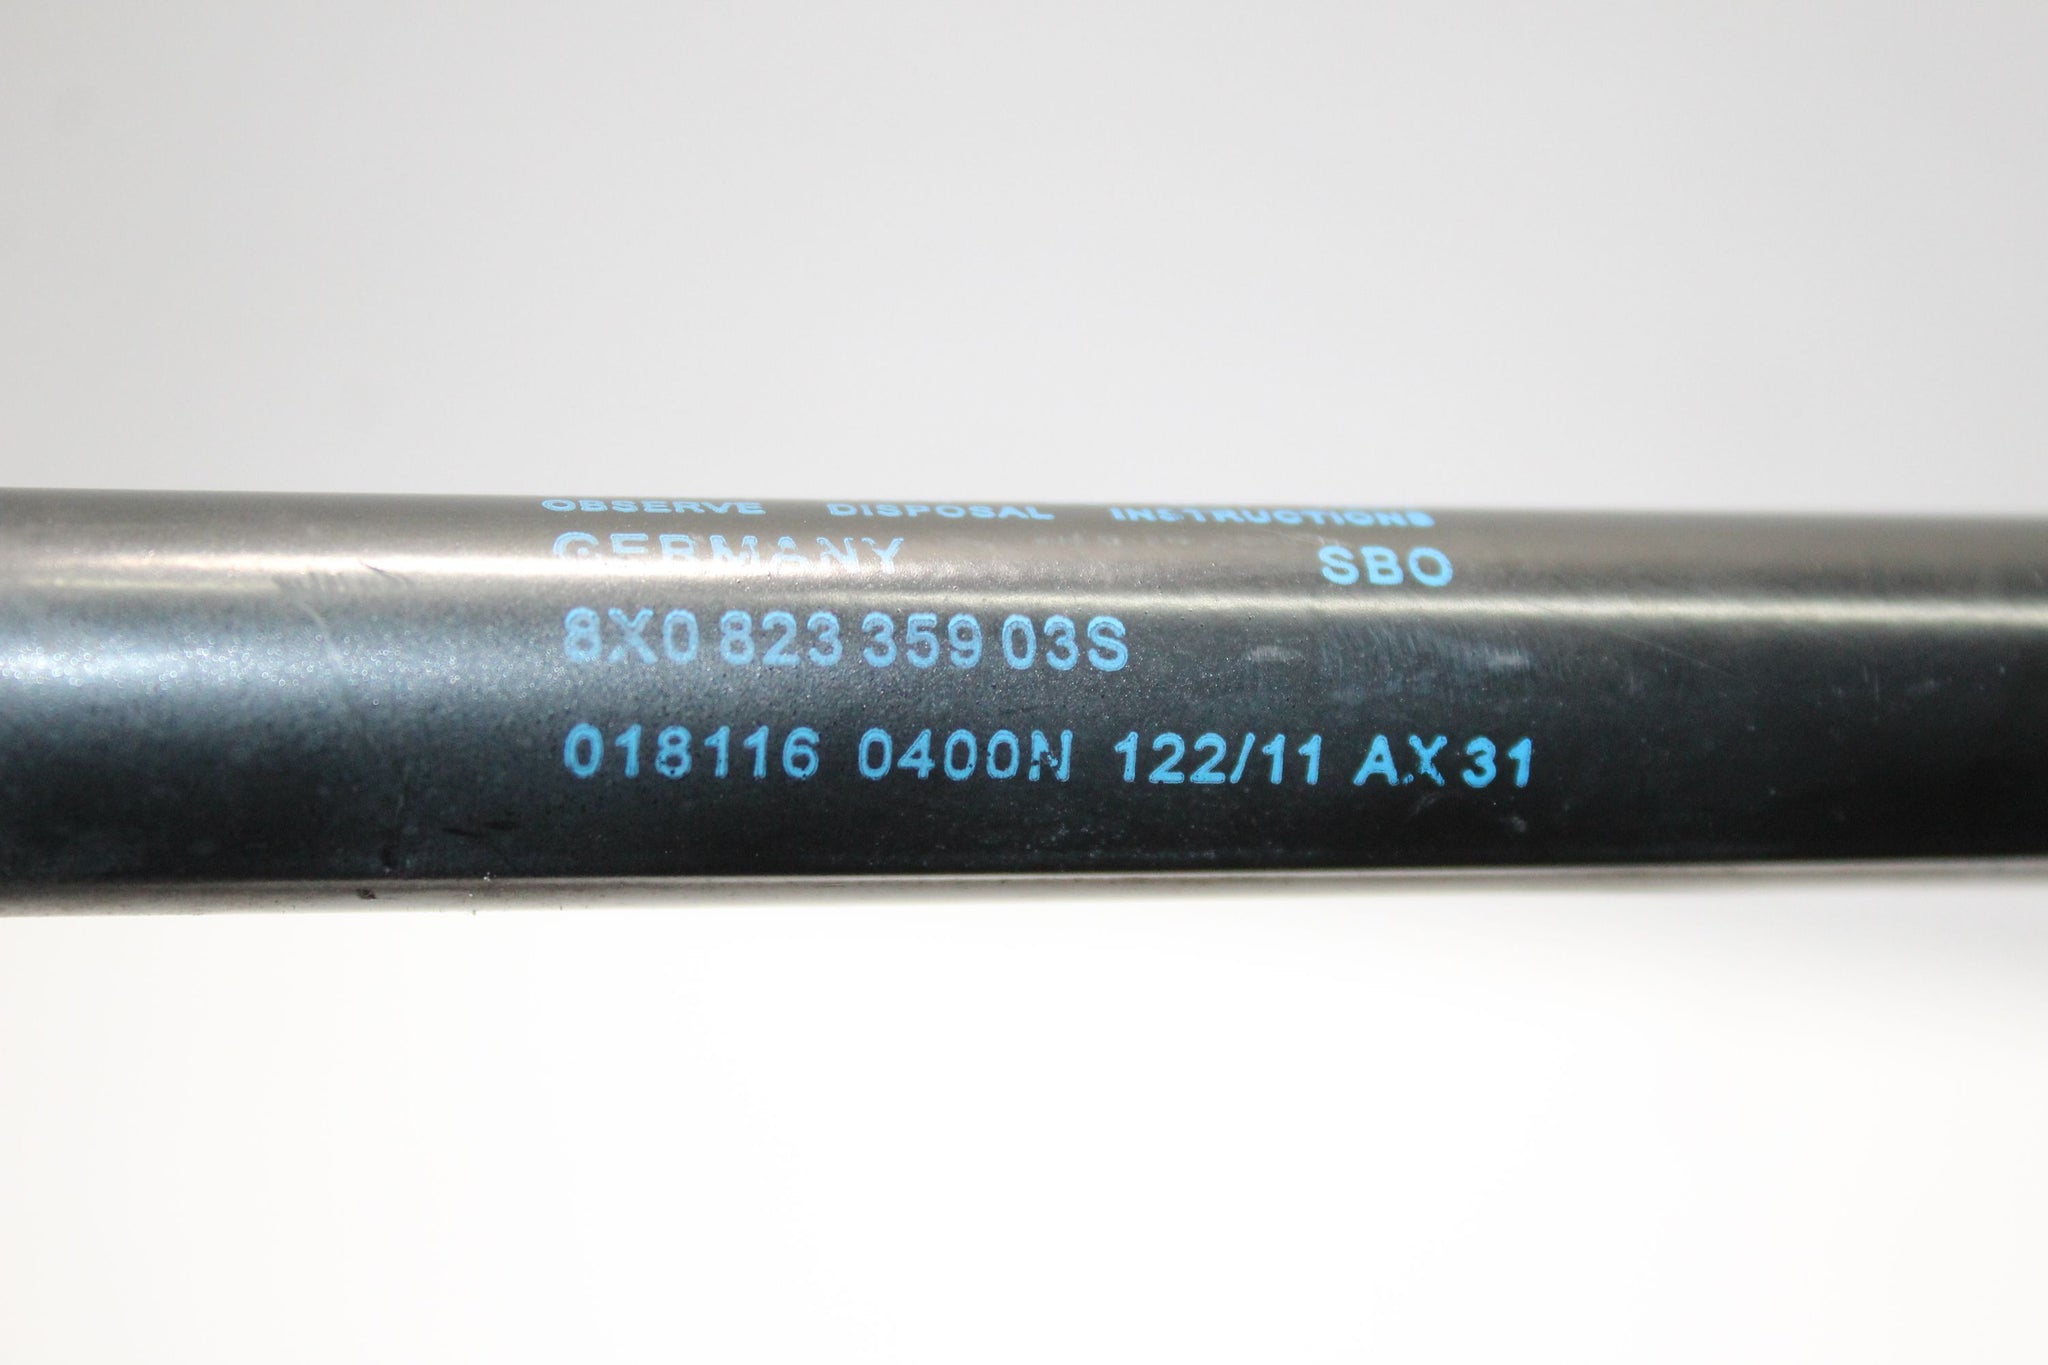 OBSERVE DISPOSAL INSTRUCTIONS
GERMANY SBO
8X0 823 359 03S
018116 0400N 122/11 AX31